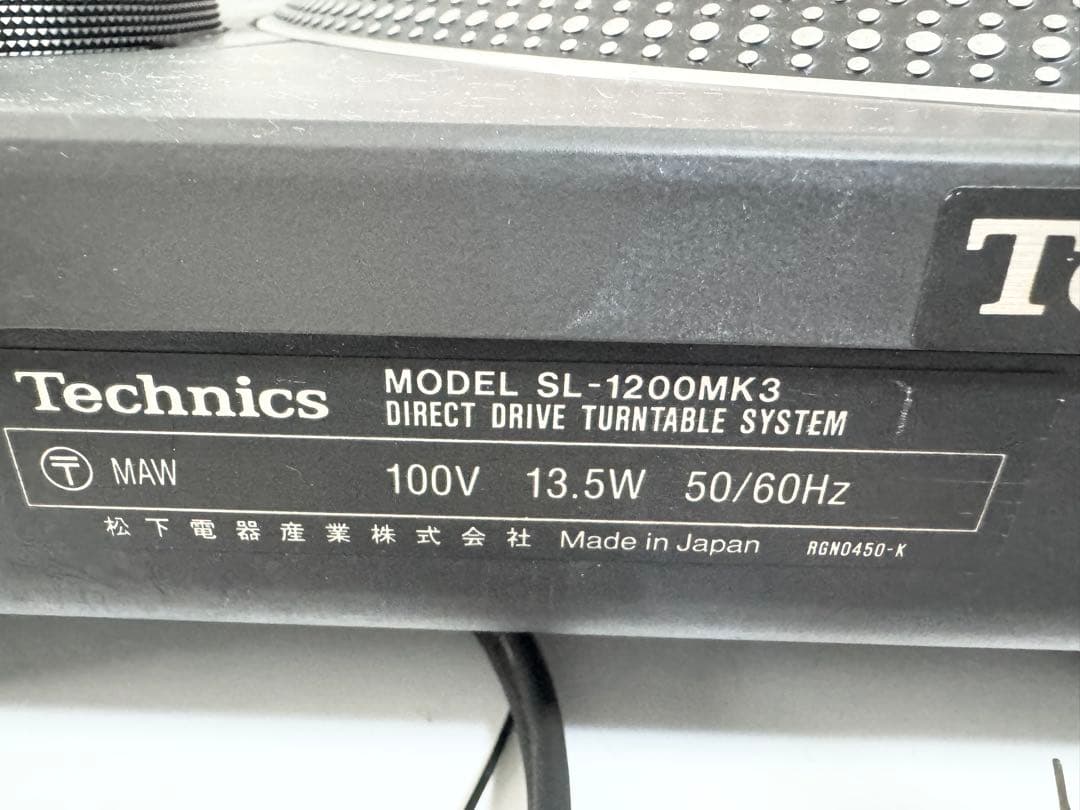 Technics
MODEL SL-1200MK3
DIRECT DRIVE TURNTABLE SYSTEM
〒 MAW 100V 13.5W 50/60Hz
松下電器産業株式会社 Made in Japan RGN0450-K